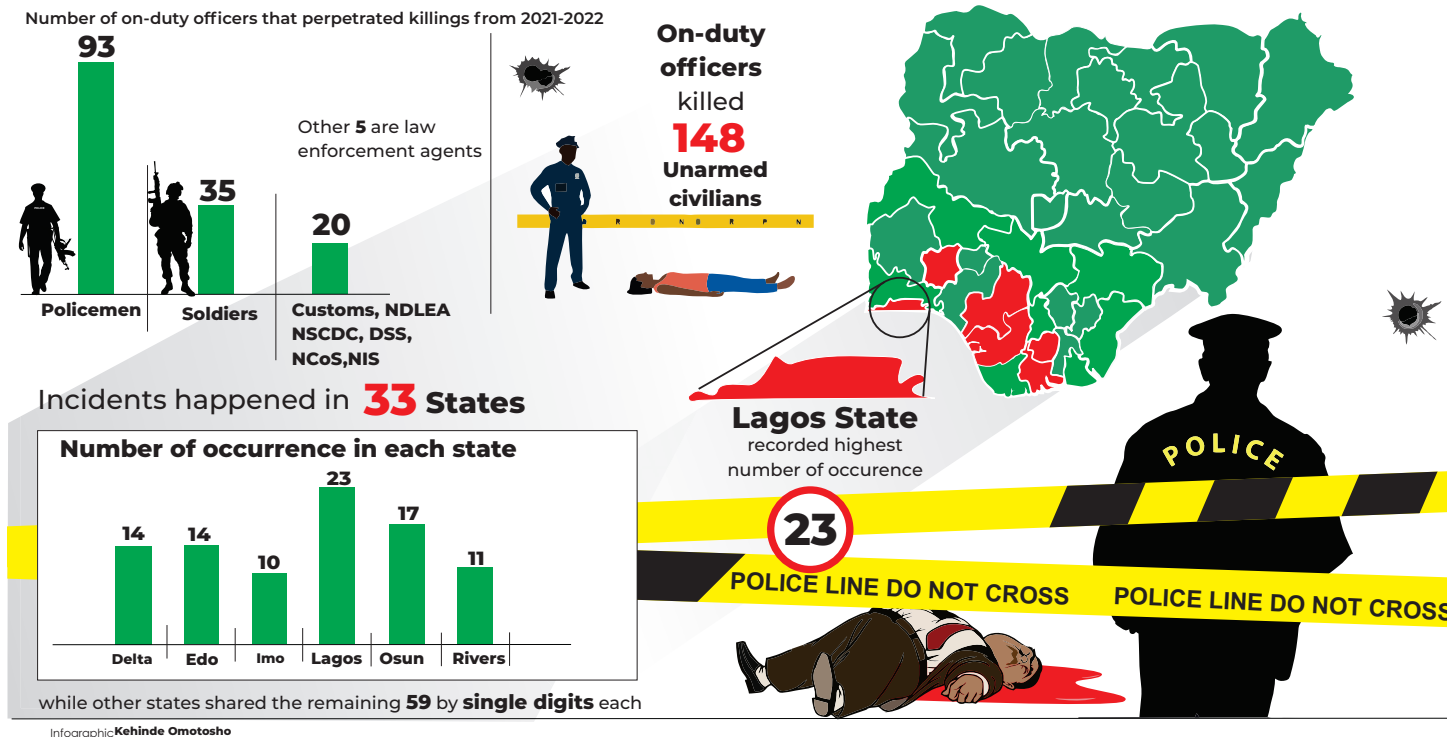 Number of on-duty officers that perpetrated killings from 2021-2022
93
35
20
Other 5 are law
enforcement agents
Policemen
Soldiers
Customs, NDLEA
NSCDC, DSS,
NCoS,NIS
On-duty
officers
killed
148
Unarmed
civilians
Incidents happened in 33 States
Number of occurrence in each state
14
14
10
23
17
11
Delta
Edo
Imo
Lagos
Osun
Rivers
while other states shared the remaining 59 by single digits each
Lagos State
recorded highest
number of occurence
23
POLICE
POLICE LINE DO NOT CROSS POLICE LINE DO NOT CROSS
Infographic Kehinde Omotosho